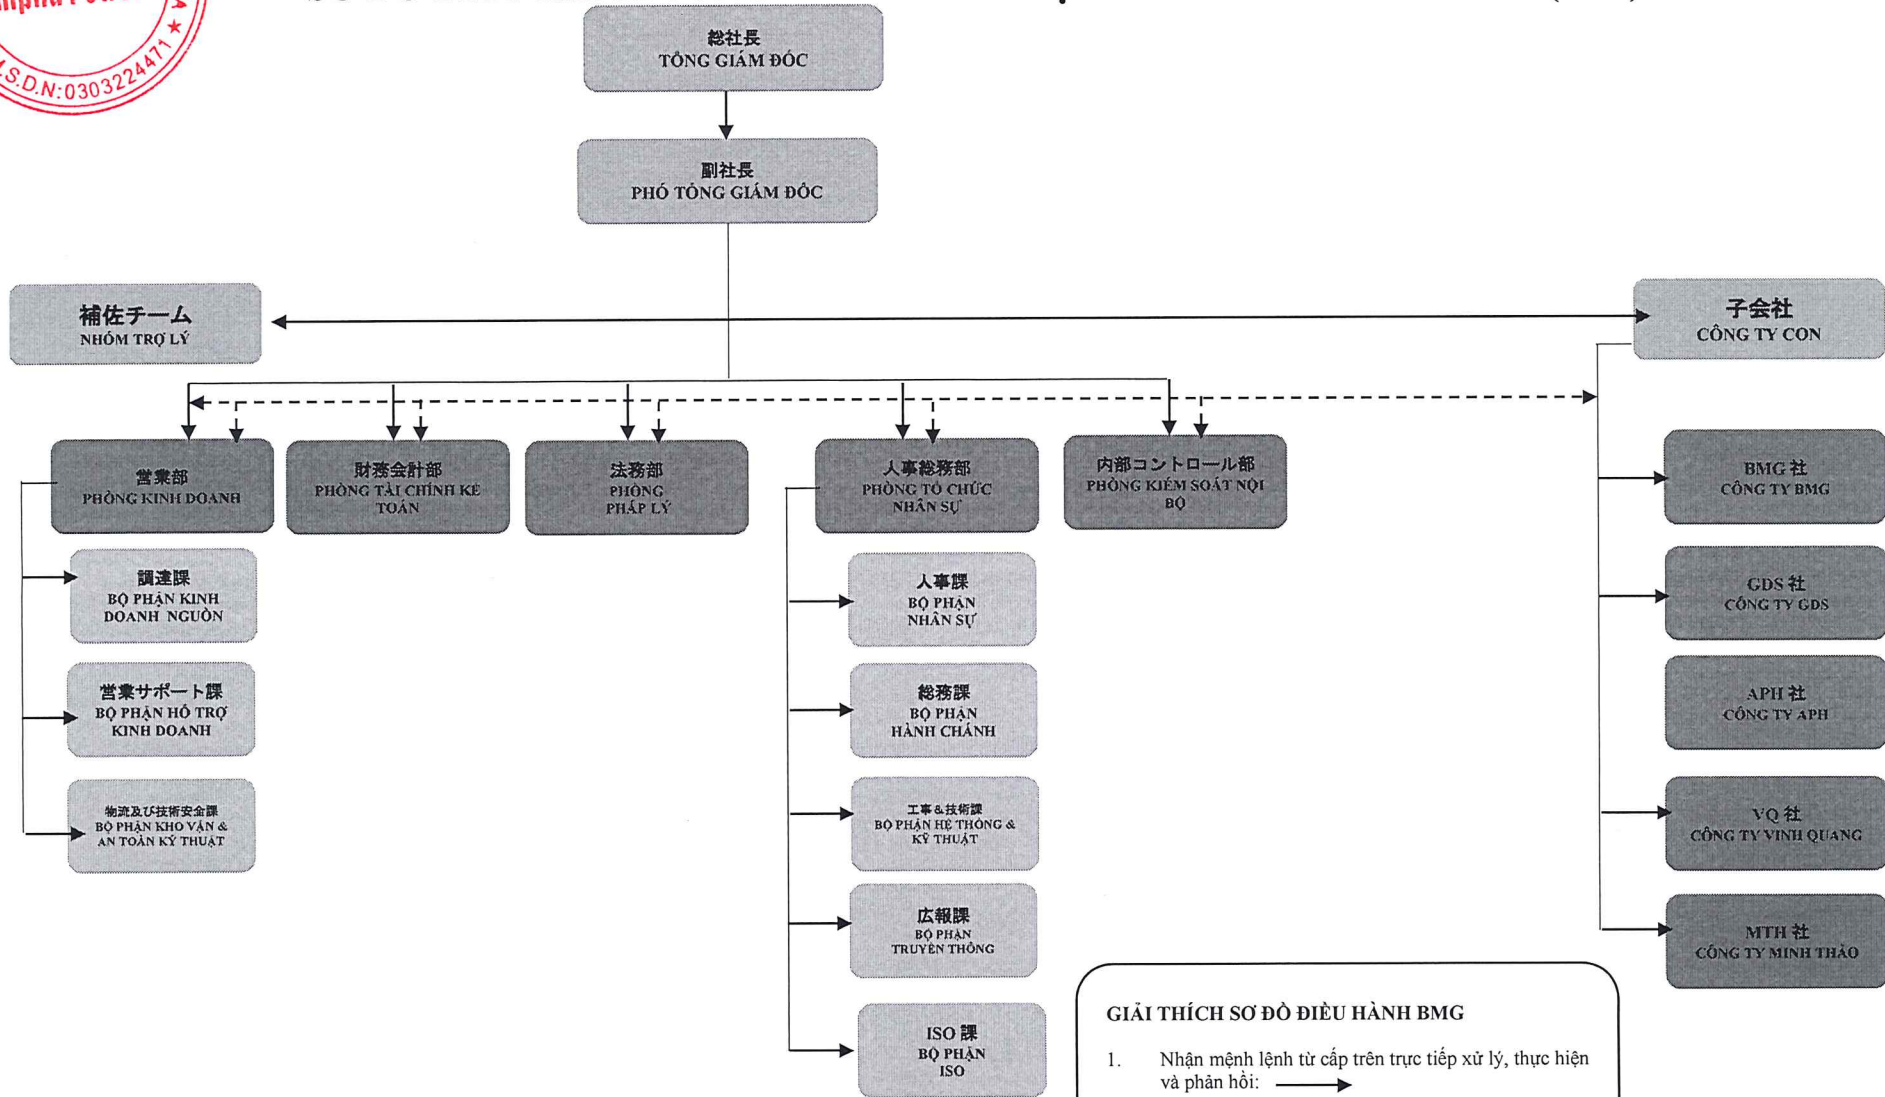 S.D.N:0303224471
総社長
TỔNG GIÁM ĐỐC
副社長
PHÓ TỔNG GIÁM ĐỐC
補佐チーム
NHÓM TRỢ LÝ
子会社
CÔNG TY CON
営業部
PHÒNG KINH DOANH
財務会計部
PHÒNG TÀI CHÍNH KẾ
TOÁN
法務部
PHÒNG
PHÁP LÝ
人事総務部
PHÒNG TỔ CHỨC
NHÂN SỰ
内部コントロール部
PHÒNG KIỂM SOÁT NỘI
BỘ
調達課
BỘ PHẬN KINH
DOANH NGUỒN
営業サポート課
BỘ PHẬN HỖ TRỢ
KINH DOANH
物流及び技術安全課
BỘ PHẬN KHO VẬN &
AN TOÀN KỸ THUẬT
人事課
BỘ PHẬN
NHÂN SỰ
総務課
BỘ PHẬN
HÀNH CHÁNH
工事&技術課
BỘ PHẬN HỆ THỐNG &
KỸ THUẬT
広報課
BỘ PHẬN
TRUYỀN THÔNG
ISO 課
BỘ PHẬN
ISO
BMG 社
CÔNG TY BMG
GDS 社
CÔNG TY GDS
APH 社
CÔNG TY APH
VQ 社
CÔNG TY VINH QUANG
MTH 社
CÔNG TY MINH THẢO
GIẢI THÍCH SƠ ĐỒ ĐIỀU HÀNH BMG
1. Nhận mệnh lệnh từ cấp trên trực tiếp xử lý, thực hiện
và phản hồi: